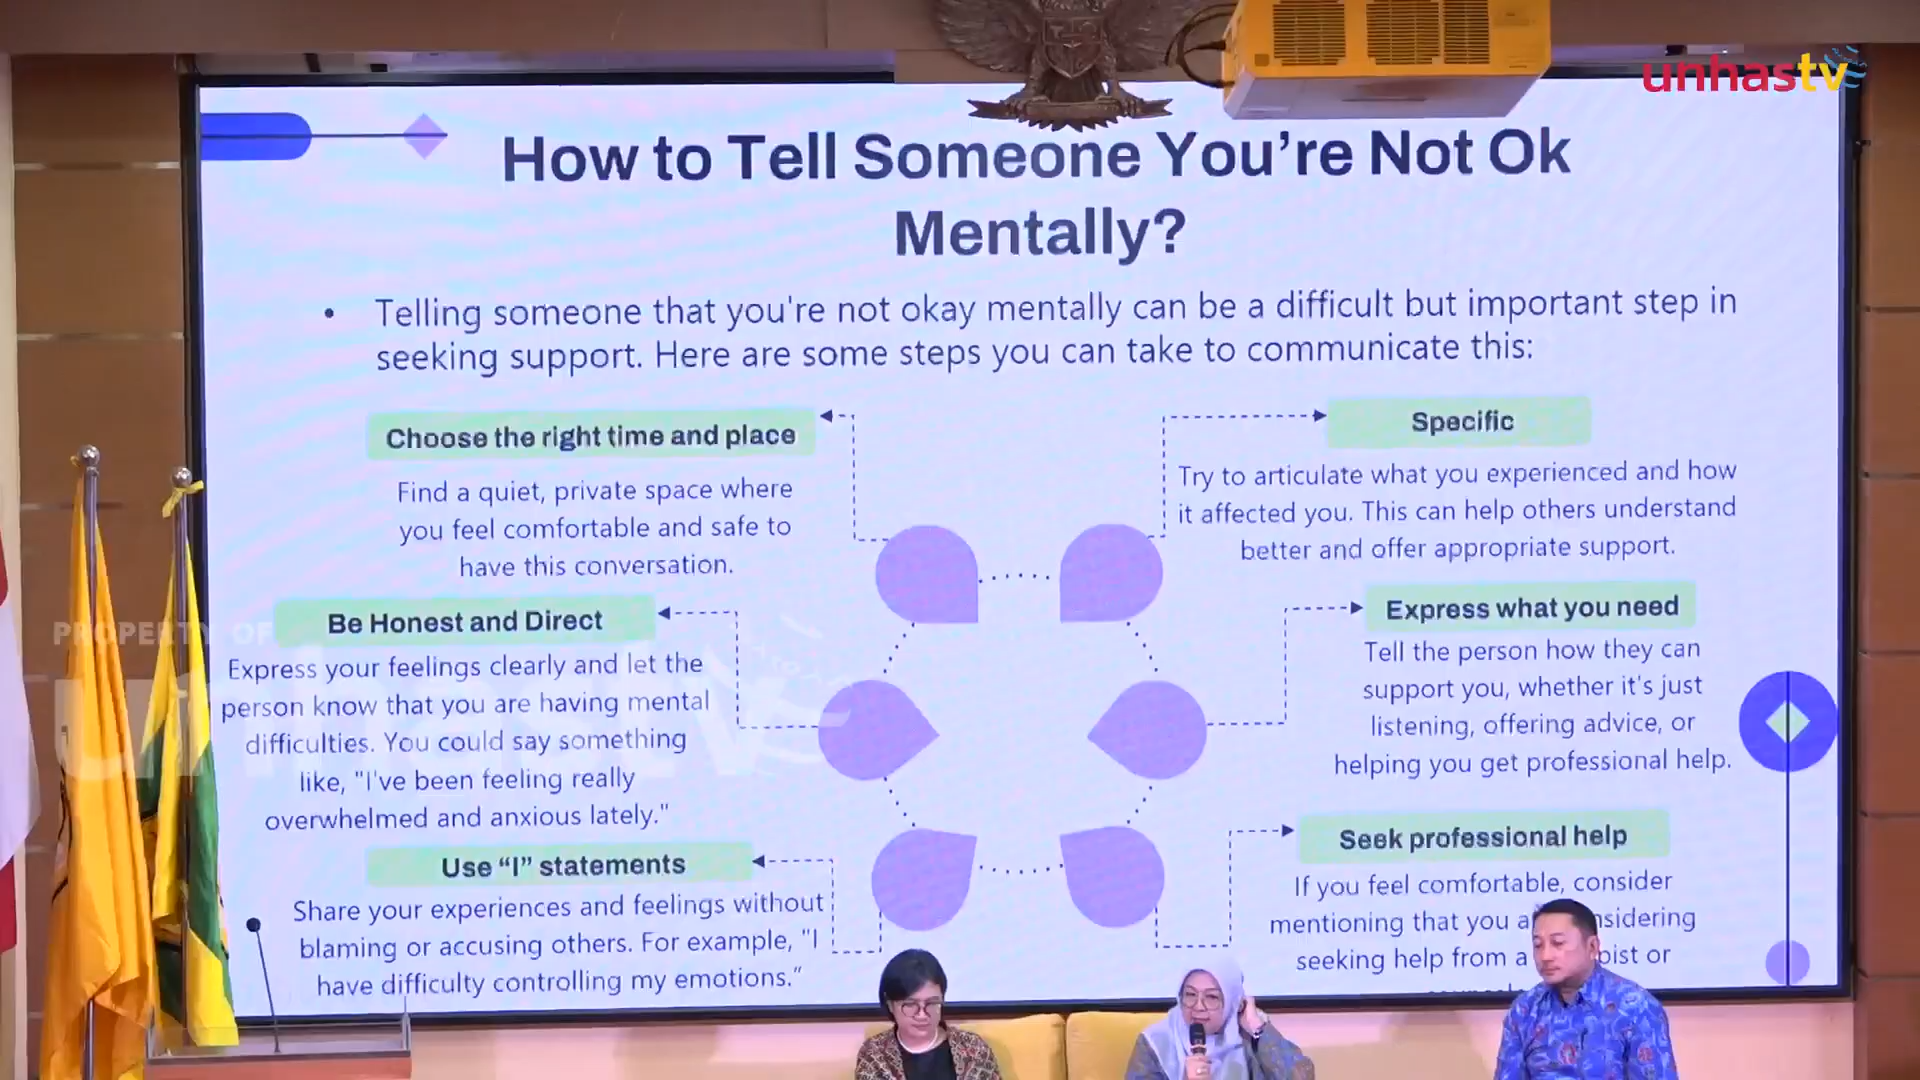 unhastv
How to Tell Someone You’re Not Ok
Mentally?
• Telling someone that you're not okay mentally can be a difficult but important step in
seeking support. Here are some steps you can take to communicate this:
Choose the right time and place
Find a quiet, private space where
you feel comfortable and safe to
have this conversation.
Be Honest and Direct
Express your feelings clearly and let the
person know that you are having mental
difficulties. You could say something
like, "I've been feeling really
overwhelmed and anxious lately."
Use “I” statements
Share your experiences and feelings without
blaming or accusing others. For example, "I
have difficulty controlling my emotions.”
Specific
Try to articulate what you experienced and how
it affected you. This can help others understand
better and offer appropriate support.
Express what you need
Tell the person how they can
support you, whether it's just
listening, offering advice, or
helping you get professional help.
Seek professional help
If you feel comfortable, consider
mentioning that you
seeking help from a or
PROPERTY OF
unhastv